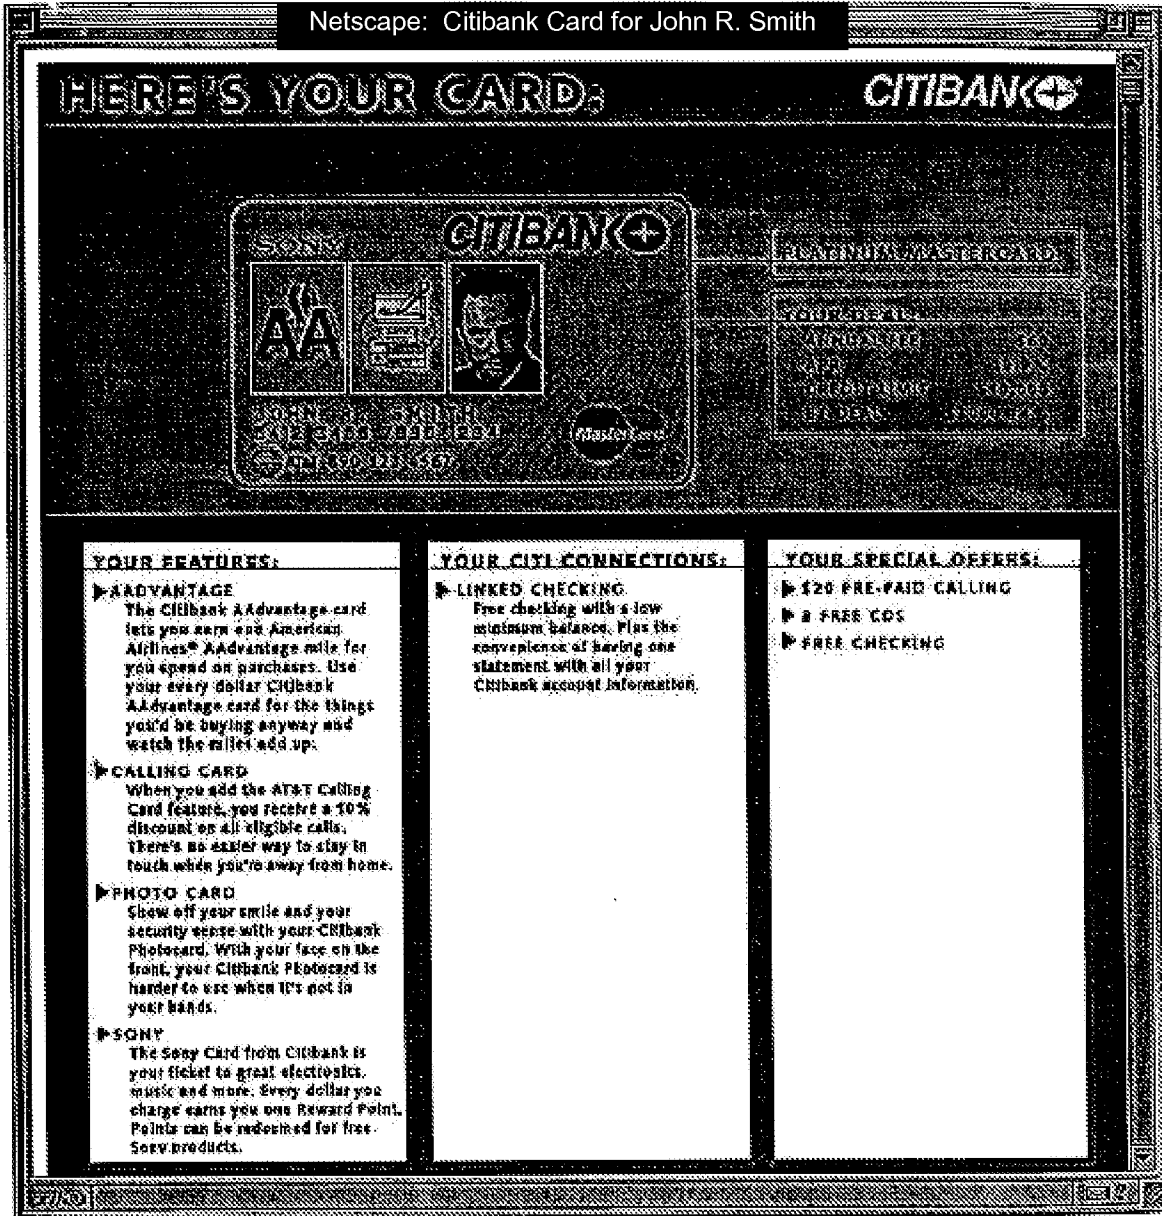 Netscape: Citibank Card for John R. Smith
HERE'S YOUR CARD:
CITIBANK
CITIBANK
SONY
AA
PLATINUM MASTERCARD
YOUR DEAL
ANNUAL FEE
APR
JOHN R. SMITH
MasterCard
YOUR FEATURES:
AADVANTAGE
The Citibank AAdvantage card
lets you earn one American
Airlines® AAdvantage mile for
you spend on purchases. Use
your every dollar Citibank
AAdvantage card for the things
you'd be buying anyway and
watch the miles add up.
CALLING CARD
When you add the AT&T Calling
Card feature, you receive a 10%
discount on all eligible calls.
There's no easier way to stay in
touch when you're away from home.
PHOTO CARD
Show off your smile and your
security sense with your Citibank
Photocard. With your face on the
front, your Citibank Photocard is
harder to use when it's not in
your hands.
SONY
The Sony Card from Citibank is
your ticket to great electronics,
music and more. Every dollar you
charge earns you one Reward Point.
Points can be redeemed for free
Sony products.
YOUR CITI CONNECTIONS:
LINKED CHECKING
Free checking with a low
minimum balance. Plus the
convenience of having one
statement with all your
Citibank account information.
YOUR SPECIAL OFFERS:
$20 PRE-PAID CALLING
FREE CDS
FREE CHECKING